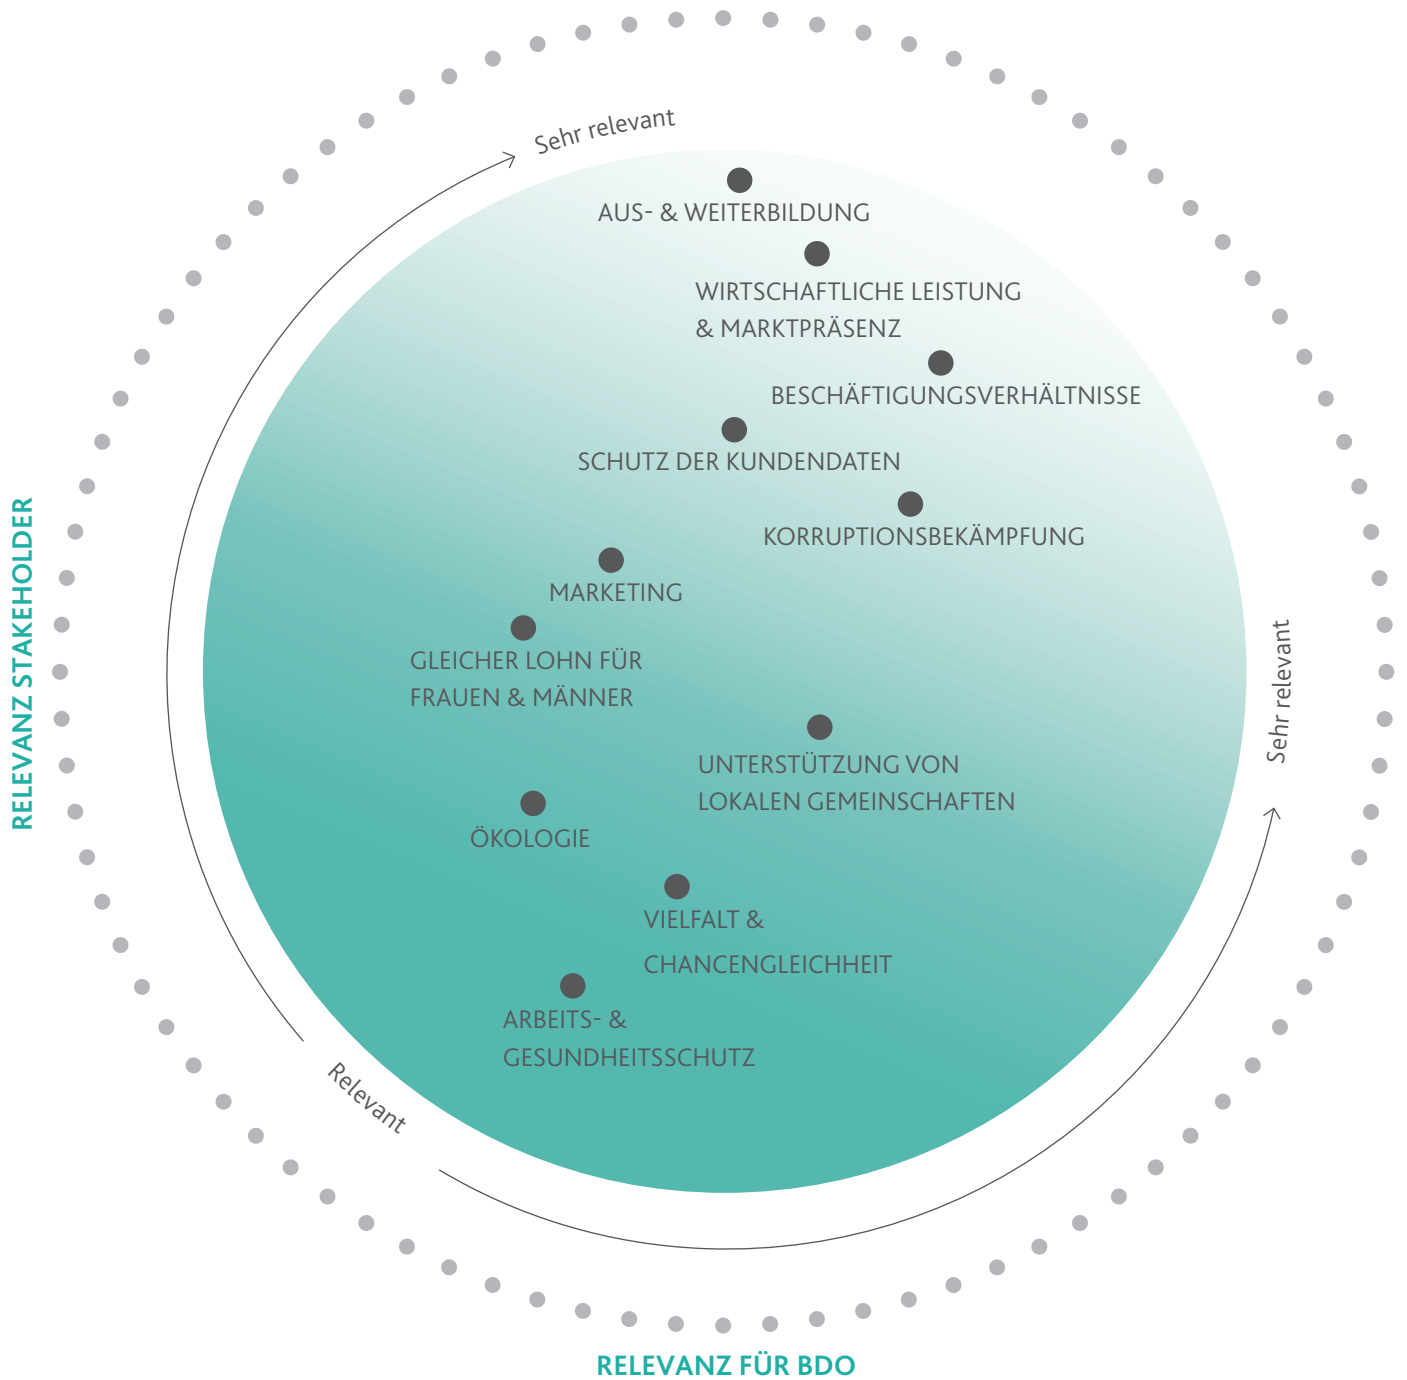 Sehr relevant
AUS- & WEITERBILDUNG
WIRTSCHAFTLICHE LEISTUNG
& MARKTPRÄSENZ
BESCHÄFTIGUNGSVERHÄLTNISSE
SCHUTZ DER KUNDENDATEN
KORRUPTIONSBEKÄMPFUNG
MARKETING
GLEICHER LOHN FÜR
FRAUEN & MÄNNER
UNTERSTÜTZUNG VON
LOKALEN GEMEINSCHAFTEN
ÖKOLOGIE
VIELFALT &
CHANCENGLEICHHEIT
ARBEITS- &
GESUNDHEITSSCHUTZ
Relevant
Sehr relevant
RELEVANZ STAKEHOLDER
RELEVANZ FÜR BDO